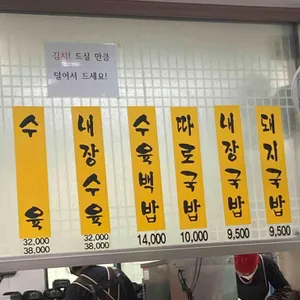 김치! 드실 만큼
덜어서 드세요!
수육
32,000
38,000
내장수육
32,000
38,000
수육백밥
14,000
따로국밥
10,000
내장국밥
9,500
돼지국밥
9,500